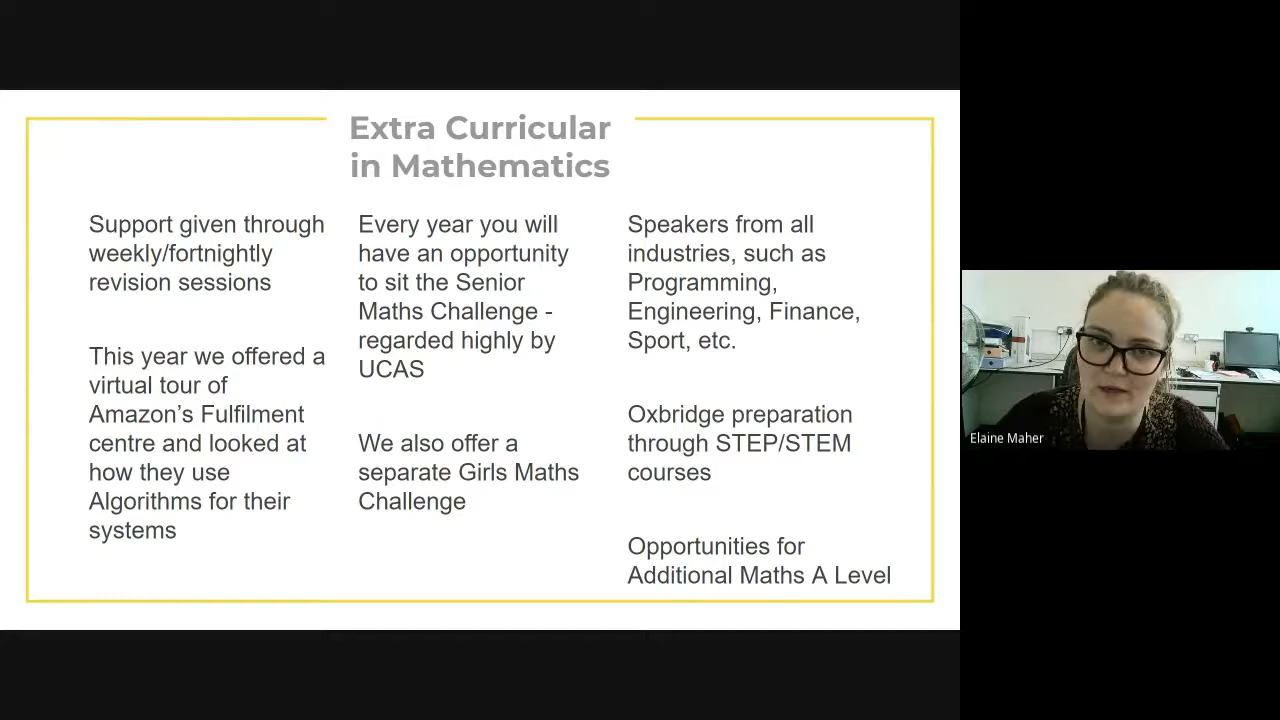 Extra Curricular
in Mathematics
Support given through
weekly/fortnightly
revision sessions
This year we offered a
virtual tour of
Amazon’s Fulfilment
centre and looked at
how they use
Algorithms for their
systems
Every year you will
have an opportunity
to sit the Senior
Maths Challenge -
regarded highly by
UCAS
We also offer a
separate Girls Maths
Challenge
Speakers from all
industries, such as
Programming,
Engineering, Finance,
Sport, etc.
Oxbridge preparation
through STEP/STEM
courses
Opportunities for
Additional Maths A Level
Elaine Maher